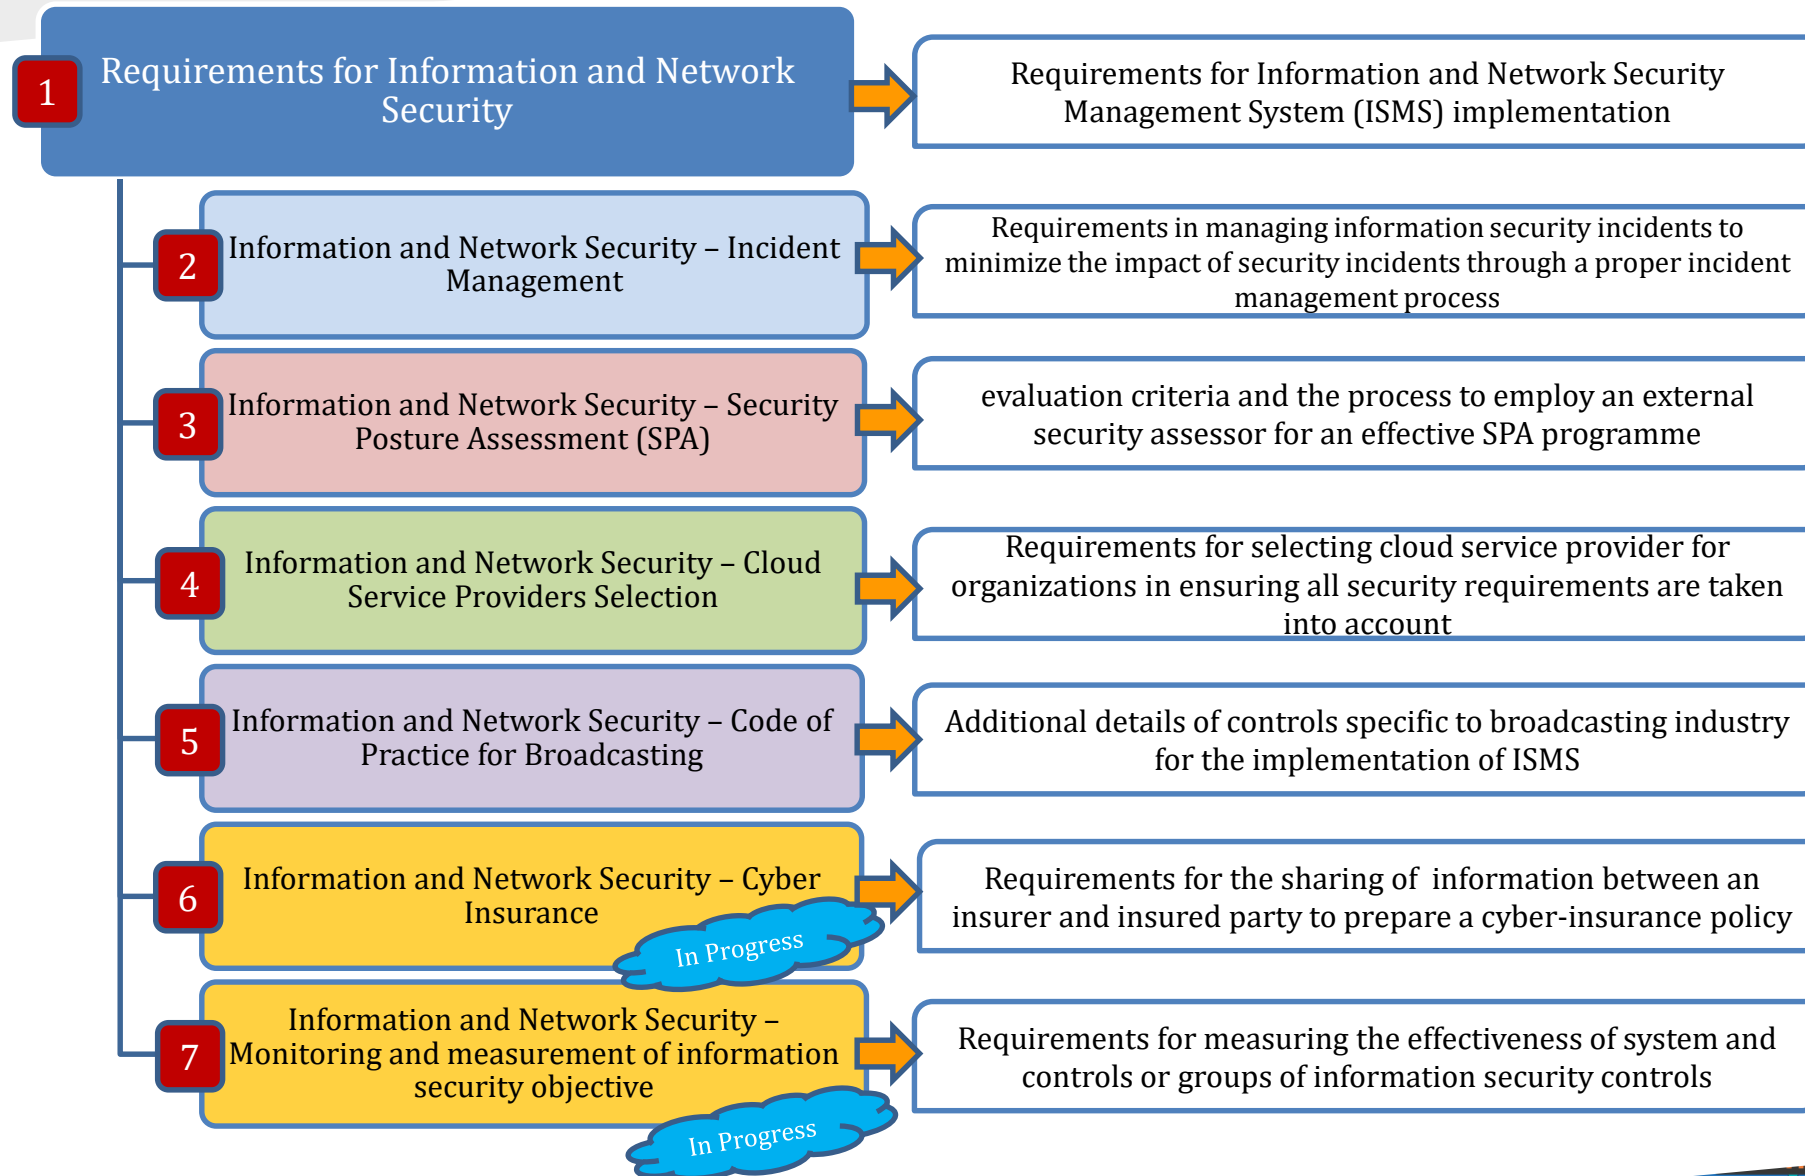 1
Requirements for Information and Network
Security
Requirements for Information and Network Security
Management System (ISMS) implementation
2
Information and Network Security – Incident
Management
Requirements in managing information security incidents to
minimize the impact of security incidents through a proper incident
management process
3
Information and Network Security – Security
Posture Assessment (SPA)
evaluation criteria and the process to employ an external
security assessor for an effective SPA programme
4
Information and Network Security – Cloud
Service Providers Selection
Requirements for selecting cloud service provider for
organizations in ensuring all security requirements are taken
into account
5
Information and Network Security – Code of
Practice for Broadcasting
Additional details of controls specific to broadcasting industry
for the implementation of ISMS
6
Information and Network Security – Cyber
Insurance
In Progress
Requirements for the sharing of  information between an
insurer and insured party to prepare a cyber-insurance policy
7
Information and Network Security –
Monitoring and measurement of information
security objective
In Progress
Requirements for measuring the effectiveness of system and
controls or groups of information security controls